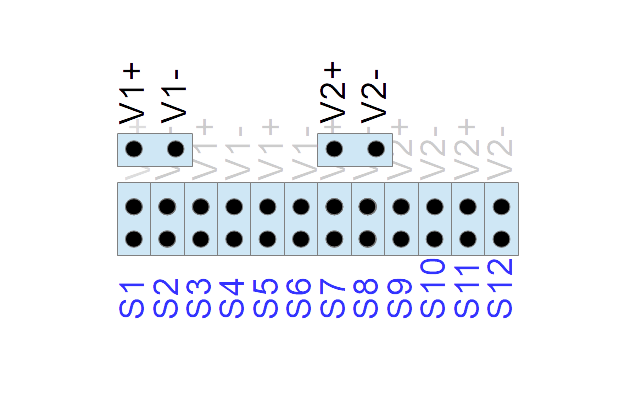 V1+ V1- V2+ V2-
V1+ V1- V1+ V1- V1+ V1- V2+ V2- V2+ V2- V2+ V2-
S1 S2 S3 S4 S5 S6 S7 S8 S9 S10 S11 S12